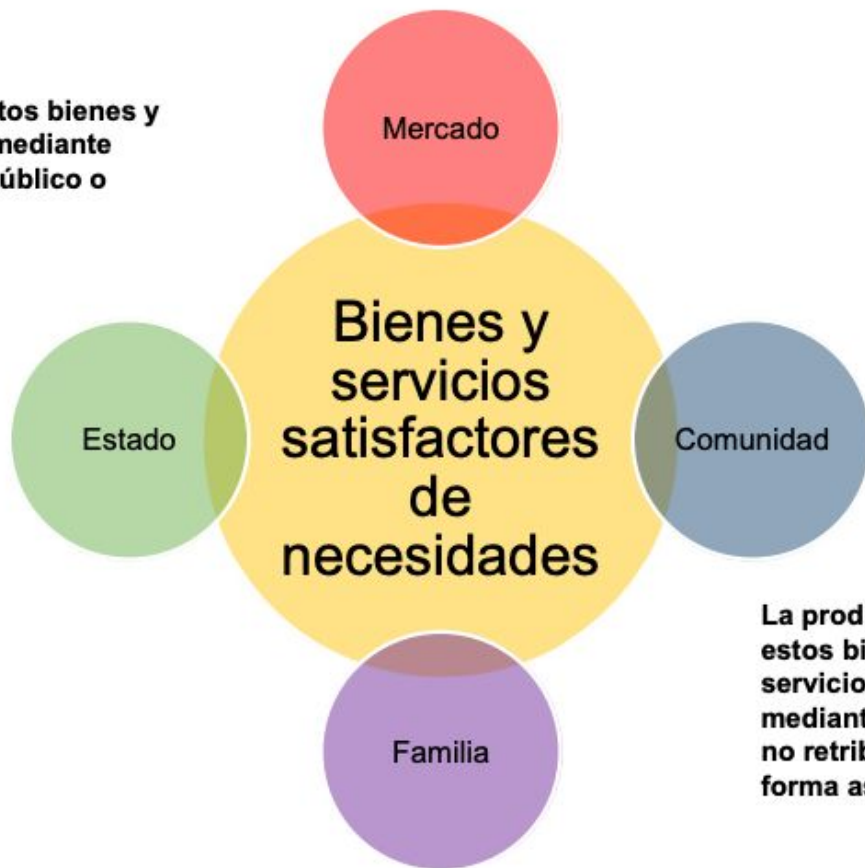 tos bienes y
mediante
úblico o
Mercado
Bienes y
servicios
satisfactores
de
necesidades
Estado
Comunidad
La prod
estos bi
servicio
mediant
no retrib
forma as
Familia